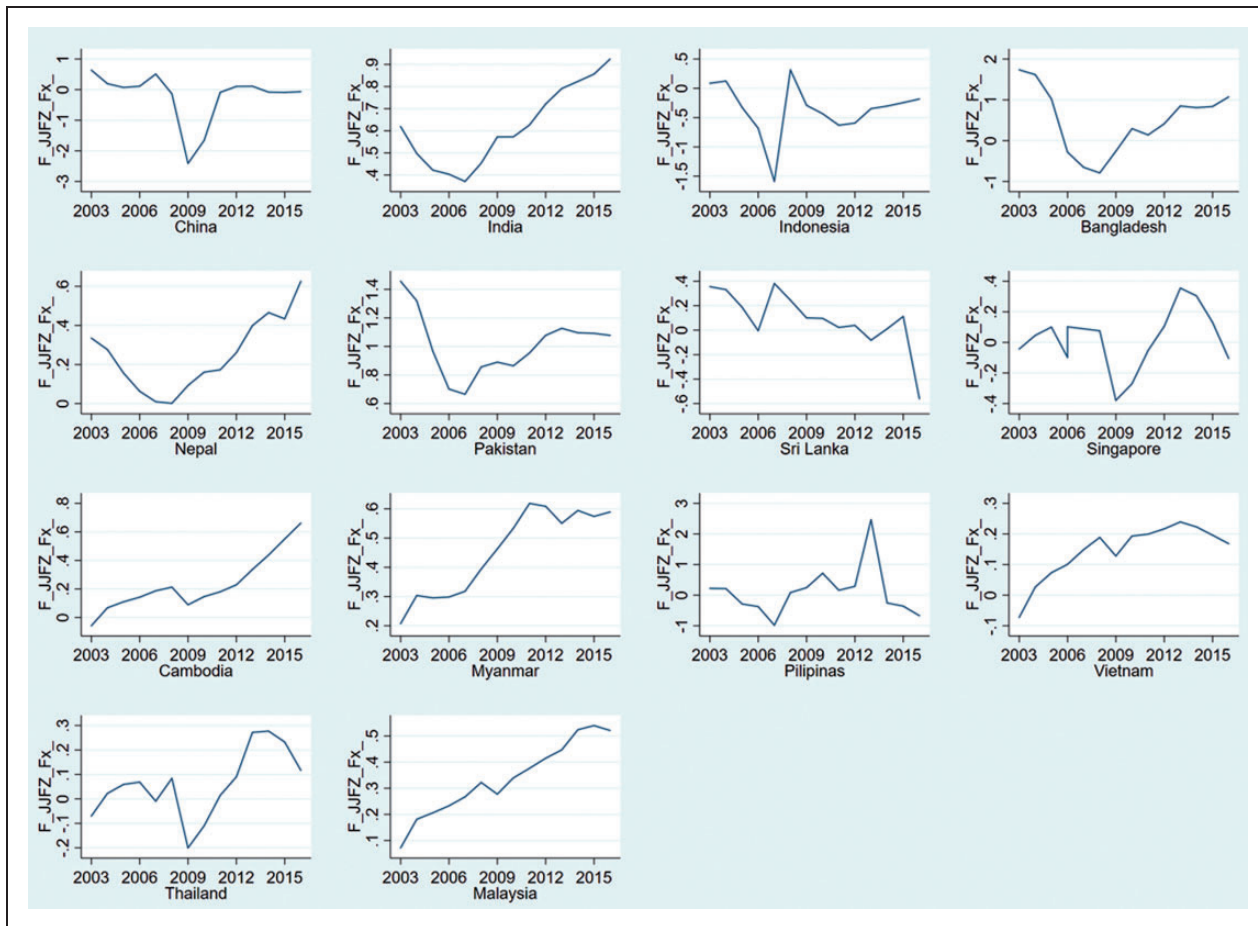 F_JJFZ_Fx_
1
0
-1
-2
-3
2003 2006 2009 2012 2015
China
F_JJFZ_Fx_
.9
.8
.7
.6
.5
.4
2003 2006 2009 2012 2015
India
F_JJFZ_Fx_
.5
0
-.5
-1
-1.5
2003 2006 2009 2012 2015
Indonesia
F_JJFZ_Fx_
2
1
0
-1
2003 2006 2009 2012 2015
Bangladesh
F_JJFZ_Fx_
.6
.4
.2
0
2003 2006 2009 2012 2015
Nepal
F_JJFZ_Fx_
1.4
1.2
1
.8
.6
2003 2006 2009 2012 2015
Pakistan
F_JJFZ_Fx_
.4
.2
0
-.2
-.4
-.6
2003 2006 2009 2012 2015
Sri Lanka
F_JJFZ_Fx_
.4
.2
0
-.2
-.4
2003 2006 2009 2012 2015
Singapore
F_JJFZ_Fx_
.8
.6
.4
.2
0
2003 2006 2009 2012 2015
Cambodia
F_JJFZ_Fx_
.6
.5
.4
.3
.2
2003 2006 2009 2012 2015
Myanmar
F_JJFZ_Fx_
3
2
1
0
-1
2003 2006 2009 2012 2015
Pilipinas
F_JJFZ_Fx_
.3
.2
.1
0
-.1
2003 2006 2009 2012 2015
Vietnam
F_JJFZ_Fx_
.3
.2
.1
0
-.1
-.2
2003 2006 2009 2012 2015
Thailand
F_JJFZ_Fx_
.5
.4
.3
.2
.1
2003 2006 2009 2012 2015
Malaysia